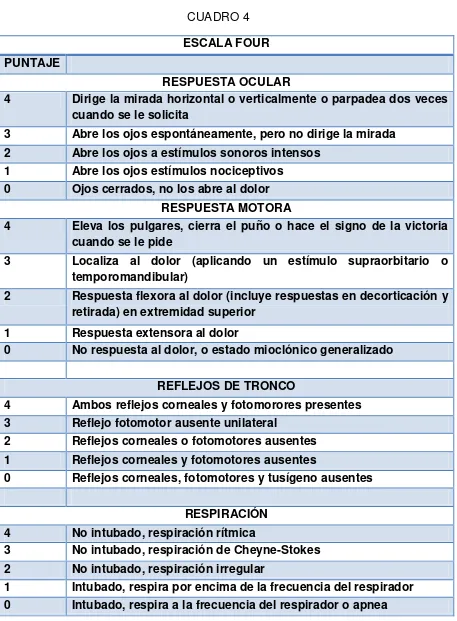 CUADRO 4
ESCALA FOUR
PUNTAJE
RESPUESTA OCULAR
4 Dirige la mirada horizontal o verticalmente o parpadea dos veces
cuando se le solicita
3 Abre los ojos espontáneamente, pero no dirige la mirada
2 Abre los ojos a estímulos sonoros intensos
1 Abre los ojos estímulos nociceptivos
0 Ojos cerrados, no los abre al dolor
RESPUESTA MOTORA
4 Eleva los pulgares, cierra el puño o hace el signo de la victoria
cuando se le pide
3 Localiza al dolor (aplicando un estímulo supraorbitario o
temporomandibular)
2 Respuesta flexora al dolor (incluye respuestas en decorticación y
retirada) en extremidad superior
1 Respuesta extensora al dolor
0 No respuesta al dolor, o estado mioclónico generalizado
REFLEJOS DE TRONCO
4 Ambos reflejos corneales y fotomorores presentes
3 Reflejo fotomotor ausente unilateral
2 Reflejos corneales o fotomotores ausentes
1 Reflejos corneales y fotomotores ausentes
0 Reflejos corneales, fotomotores y tusígeno ausentes
RESPIRACIÓN
4 No intubado, respiración rítmica
3 No intubado, respiración de Cheyne-Stokes
2 No intubado, respiración irregular
1 Intubado, respira por encima de la frecuencia del respirador
0 Intubado, respira a la frecuencia del respirador o apnea